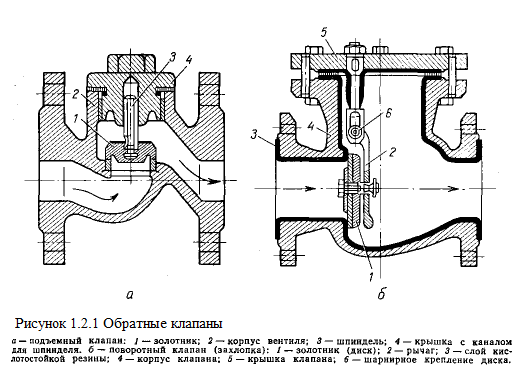 3
4
2
1
5
3
6
4
2
1
а
б
Рисунок 1.2.1 Обратные клапаны
а — подъемный клапан: 1 — золотник; 2 — корпус вентиля; 3 — шпиндель; 4 — крышка с каналом
для шпинделя. б — поворотный клапан (захлопка): 1 — золотник (диск); 2 — рычаг; 3 — слой кис-
лотостойкой резины; 4 — корпус клапана; 5 — крышка клапана; 6 — шарнирное крепление диска.